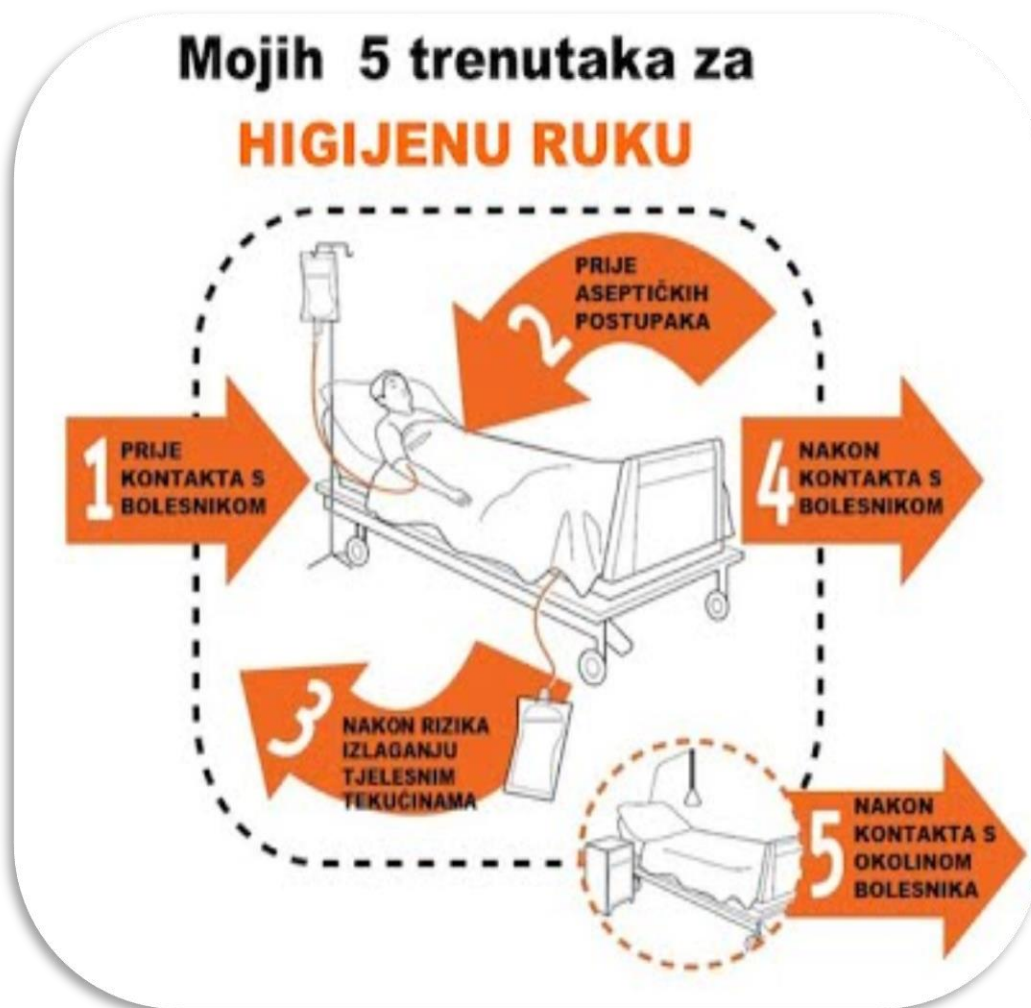 Mojih 5 trenutaka za
HIGIJENU RUKU
1
PRIJE
KONTAKTA S
BOLESNIKOM
2
PRIJE
ASEPTIČKIH
POSTUPAKA
3
NAKON RIZIKA
IZLAGANJU
TJELESNIM
TEKUĆINAMA
4
NAKON
KONTAKTA S
BOLESNIKOM
5
NAKON
KONTAKTA S
OKOLINOM
BOLESNIKA